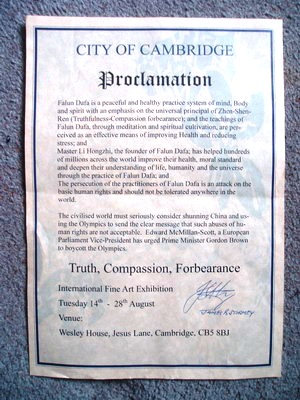 CITY OF CAMBRIDGE
Proclamation
Falun Dafa is a peaceful and healthy practice system of mind, Body
and spirit with an emphasis on the universal principal of Zhen-Shen-
Ren (Truthfulness-Compassion forbearance); and the teachings of
Falun Dafa, through meditation and spiritual cultivation, are per-
ceived as an effective means of improving Health and reducing
stress; and
Master Li Hongzhi, the founder of Falun Dafa; has helped hundreds
of millions across the world improve their health, moral standard
and deepen their understanding of life, humanity and the universe
through the practice of Falun Dafa; and
The persecution of the practitioners of Falun Dafa is an attack on the
basic human rights and should not be tolerated anywhere in the
world.
The civilised world must seriously consider shunning China and us-
ing the Olympics to send the clear message that such abuses of hu-
man rights are not acceptable. Edward McMillan-Scott, a European
Parliament Vice-President has urged Prime Minister Gordon Brown
to boycott the Olympics.
Truth, Compassion, Forbearance
International Fine Art Exhibition
Tuesday 14th - 28th August
Venue:
Wesley House, Jesus Lane, Cambridge, CB5 8BJ